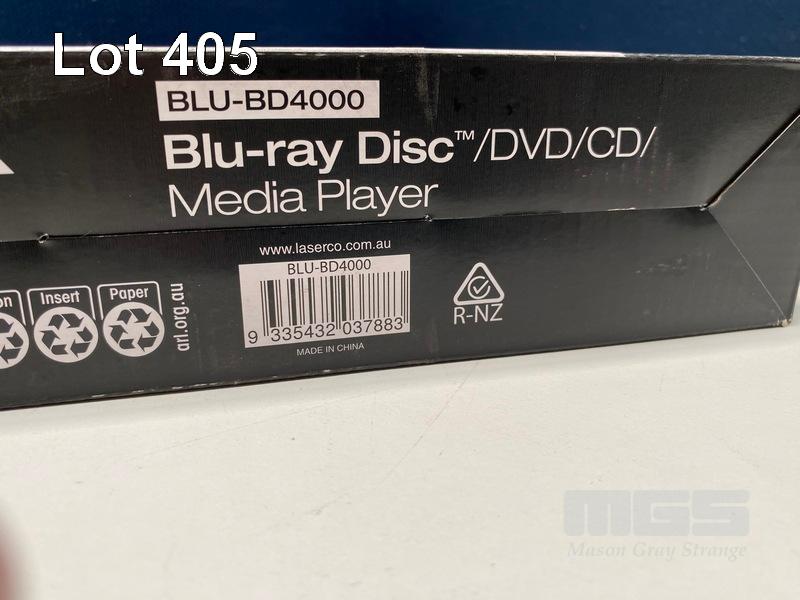 Lot 405
BLU-BD4000
Blu-ray Disc™/DVD/CD/
Media Player
www.laserco.com.au
BLU-BD4000
9 335432 037883
MADE IN CHINA
Insert
Paper
arl.org.au
R-NZ
MGS
Mason Gray Strange